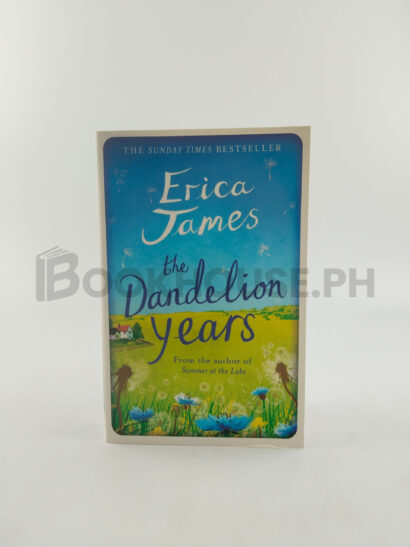 THE SUNDAY TIMES BESTSELLER
Erica
James
BOOKHOUSE.PH
the
Dandelion
Years
From the author of
Summer at the Lake